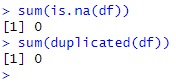 > sum(is.na(df))
[1] 0
> sum(duplicated(df))
[1] 0
>